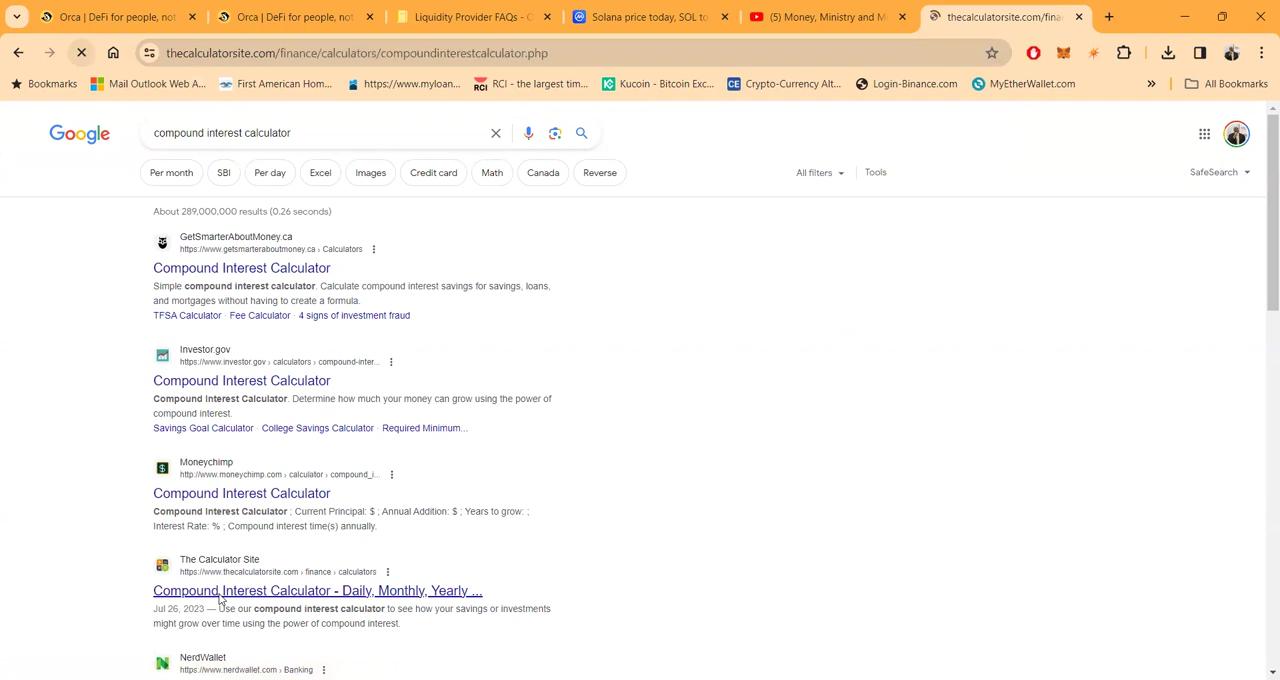 Orca | DeFi for people, not
Orca | DeFi for people, not
Liquidity Provider FAQs - O
Solana price today, SOL to
(5) Money, Ministry and M
thecalculatorsite.com/fina
thecalculatorsite.com/finance/calculators/compoundinterestcalculator.php
Bookmarks
Mail Outlook Web A...
First American Hom...
https://www.myloan...
RCI - the largest tim...
Kucoin - Bitcoin Exc...
Crypto-Currency Alt...
Login-Binance.com
MyEtherWallet.com
»
All Bookmarks
Google
compound interest calculator
Per month
SBI
Per day
Excel
Images
Credit card
Math
Canada
Reverse
All filters
Tools
SafeSearch
About 289,000,000 results (0.26 seconds)
GetSmarterAboutMoney.ca
https://www.getsmarteraboutmoney.ca › Calculators
Compound Interest Calculator
Simple compound interest calculator. Calculate compound interest savings for savings, loans,
and mortgages without having to create a formula.
TFSA Calculator · Fee Calculator · 4 signs of investment fraud
Investor.gov
https://www.investor.gov › calculators › compound-inter...
Compound Interest Calculator
Compound Interest Calculator. Determine how much your money can grow using the power of
compound interest.
Savings Goal Calculator · College Savings Calculator · Required Minimum...
Moneychimp
http://www.moneychimp.com › calculator › compound_i...
Compound Interest Calculator
Compound Interest Calculator ; Current Principal: $ ; Annual Addition: $ ; Years to grow: ;
Interest Rate: % ; Compound interest time(s) annually.
The Calculator Site
https://www.thecalculatorsite.com › finance › calculators
Compound Interest Calculator - Daily, Monthly, Yearly ...
Jul 26, 2023 — Use our compound interest calculator to see how your savings or investments
might grow over time using the power of compound interest.
NerdWallet
https://www.nerdwallet.com › Banking